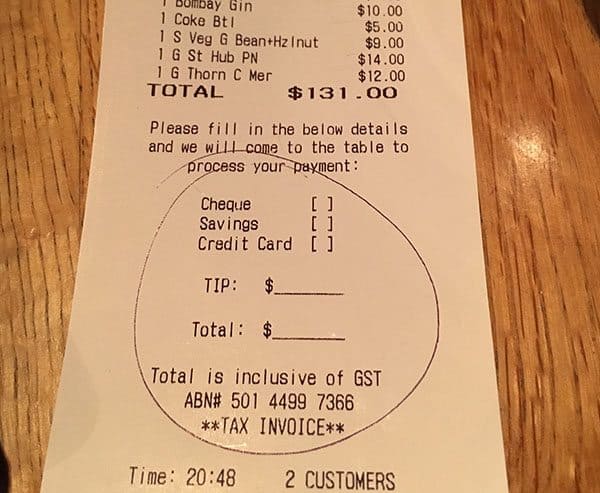 1 Bombay Gin $10.00
1 Coke Btl $5.00
1 S Veg G Bean+Hzlnut $9.00
1 G St Hub PN $14.00
1 G Thorn C Mer $12.00
TOTAL $131.00
Please fill in the below details
and we will come to the table to
process your payment:
Cheque [ ]
Savings [ ]
Credit Card [ ]
TIP: $______
Total: $______
Total is inclusive of GST
ABN# 501 4499 7366
**TAX INVOICE**
Time: 20:48 2 CUSTOMERS